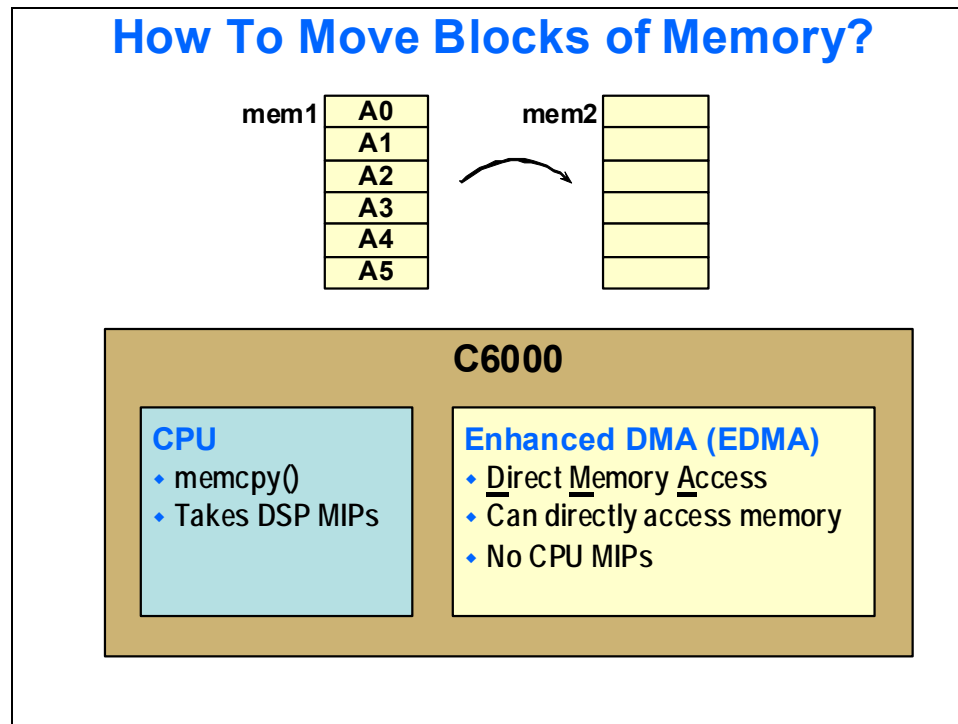 How To Move Blocks of Memory?
mem1
A0
A1
A2
A3
A4
A5
mem2
C6000
CPU
memcpy()
Takes DSP MIPs
Enhanced DMA (EDMA)
Direct Memory Access
Can directly access memory
No CPU MIPs